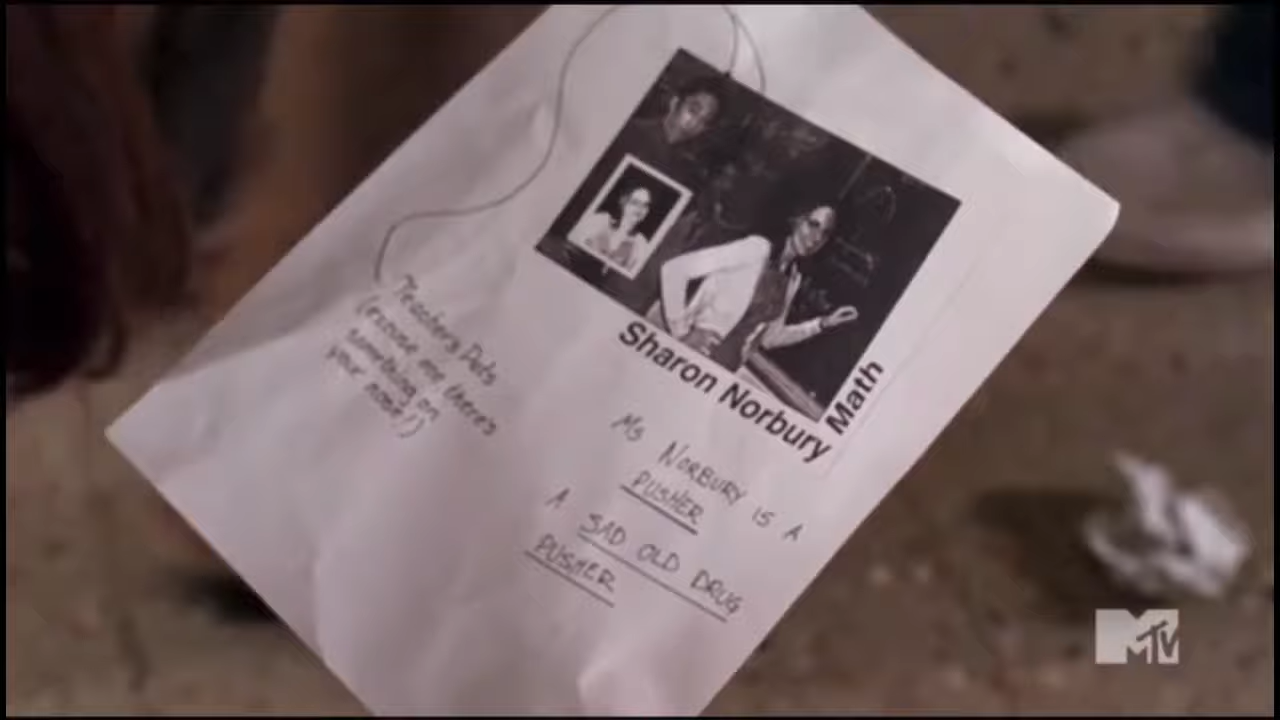 Sharon Norbury
Math
Teachers Pets
(excuse me there's
something on
your nose!)
Ms NORBURY IS A
PUSHER
A SAD OLD DRUG
PUSHER
MTV